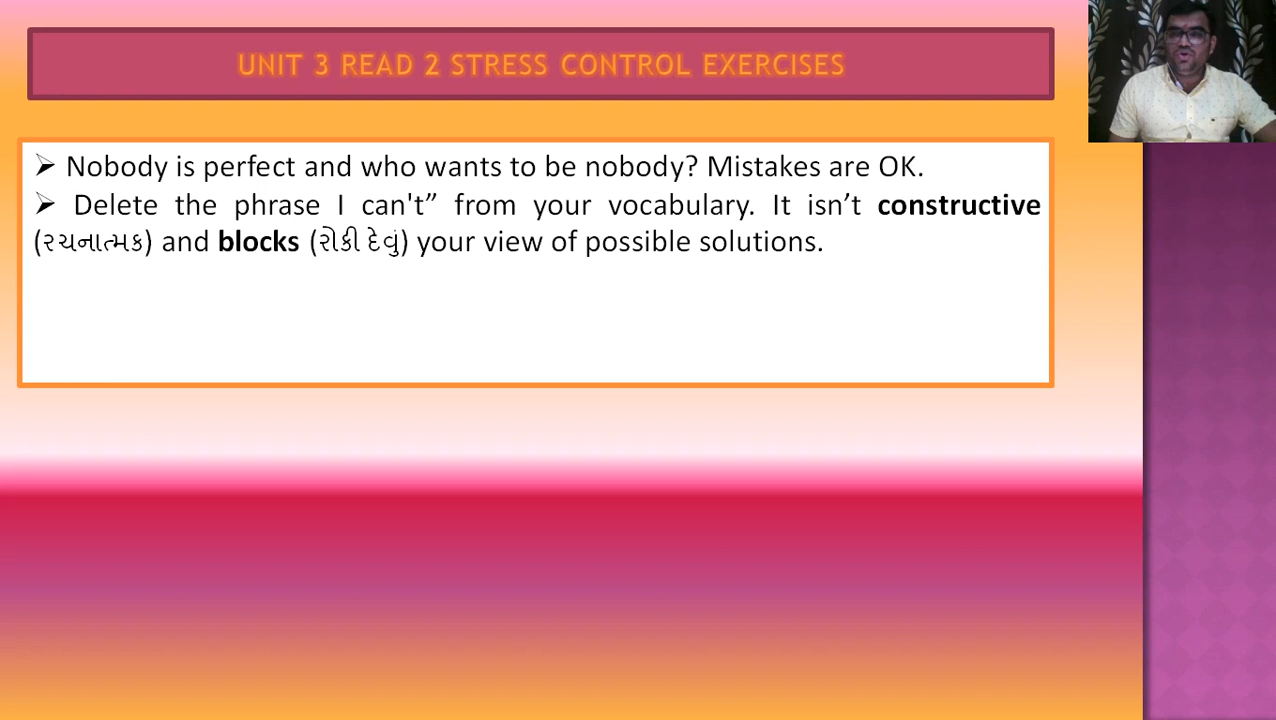 UNIT 3 READ 2 STRESS CONTROL EXERCISES
➢ Nobody is perfect and who wants to be nobody? Mistakes are OK.
➢ Delete the phrase I can't” from your vocabulary. It isn’t constructive
(રચનાત્મક) and blocks (રોકી દેવું) your view of possible solutions.